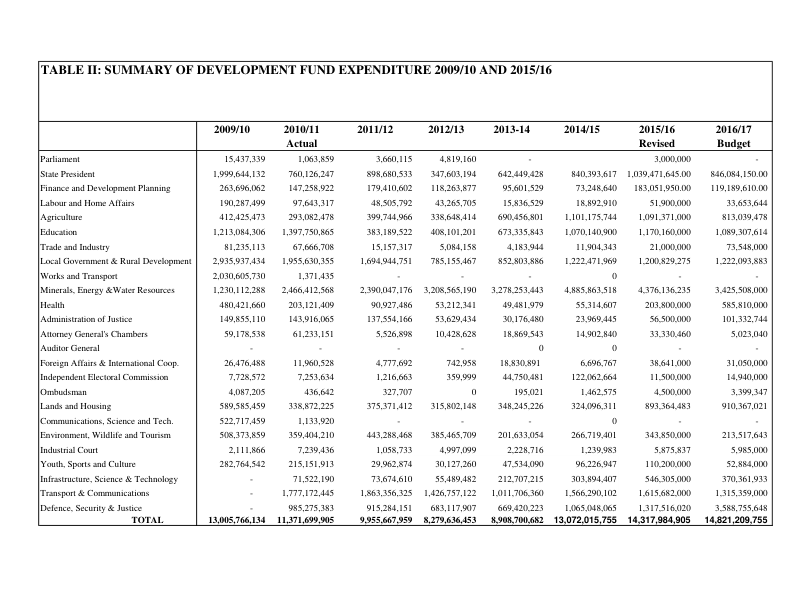 TABLE II: SUMMARY OF DEVELOPMENT FUND EXPENDITURE 2009/10 AND 2015/16
2009/10 2010/11 2011/12 2012/13 2013-14 2014/15 2015/16 2016/17
Actual Revised Budget
Parliament 15,437,339 1,063,859 3,660,115 4,819,160 - 3,000,000 -
State President 1,999,644,132 760,126,247 898,680,533 347,603,194 642,449,428 840,393,617 1,039,471,645.00 846,084,150.00
Finance and Development Planning 263,696,062 147,258,922 179,410,602 118,263,877 95,601,529 73,248,640 183,051,950.00 119,189,610.00
Labour and Home Affairs 190,287,499 97,643,317 48,505,792 43,265,705 15,836,529 18,892,910 51,900,000 33,653,644
Agriculture 412,425,473 293,082,478 399,744,966 338,648,414 690,456,801 1,101,175,744 1,091,371,000 813,039,478
Education 1,213,084,306 1,397,750,865 383,189,522 408,101,201 673,335,843 1,070,140,900 1,170,160,000 1,089,307,614
Trade and Industry 81,235,113 67,666,708 15,157,317 5,084,158 4,183,944 11,904,343 21,000,000 73,548,000
Local Government & Rural Development 2,935,937,434 1,955,630,355 1,694,944,751 785,155,467 852,803,886 1,222,471,969 1,200,829,275 1,222,093,883
Works and Transport 2,030,605,730 1,371,435 - - - 0 - -
Minerals, Energy &Water Resources 1,230,112,288 2,466,412,568 2,390,047,176 3,208,565,190 3,278,253,443 4,885,863,518 4,376,136,235 3,425,508,000
Health 480,421,660 203,121,409 90,927,486 53,212,341 49,481,979 55,314,607 203,800,000 585,810,000
Administration of Justice 149,855,110 143,916,065 137,554,166 53,629,434 30,176,480 23,969,445 56,500,000 101,332,744
Attorney General's Chambers 59,178,538 61,233,151 5,526,898 10,428,628 18,869,543 14,902,840 33,330,460 5,023,040
Auditor General - - - - 0 0 - -
Foreign Affairs & International Coop. 26,476,488 11,960,528 4,777,692 742,958 18,830,891 6,696,767 38,641,000 31,050,000
Independent Electoral Commission 7,728,572 7,253,634 1,216,663 359,999 44,750,481 122,062,664 11,500,000 14,940,000
Ombudsman 4,087,205 436,642 327,707 0 195,021 1,462,575 4,500,000 3,399,347
Lands and Housing 589,585,459 338,872,225 375,371,412 315,802,148 348,245,226 324,096,311 893,364,483 910,367,021
Communications, Science and Tech. 522,717,459 1,133,920 - - - 0 - -
Environment, Wildlife and Tourism 508,373,859 359,404,210 443,288,468 385,465,709 201,633,054 266,719,401 343,850,000 213,517,643
Industrial Court 2,111,866 7,239,436 1,058,733 4,997,099 2,228,716 1,239,983 5,875,837 5,985,000
Youth, Sports and Culture 282,764,542 215,151,913 29,962,874 30,127,260 47,534,090 96,226,947 110,200,000 52,884,000
Infrastructure, Science & Technology - 71,522,190 73,674,610 55,489,482 212,707,215 303,894,407 546,305,000 370,361,933
Transport & Communications - 1,777,172,445 1,863,356,325 1,426,757,122 1,011,706,360 1,566,290,102 1,615,682,000 1,315,359,000
Defence, Security & Justice - 985,275,383 915,284,151 683,117,907 669,420,223 1,065,048,065 1,317,516,020 3,588,755,648
TOTAL 13,005,766,134 11,371,699,905 9,955,667,959 8,279,636,453 8,908,700,682 13,072,015,755 14,317,984,905 14,821,209,755